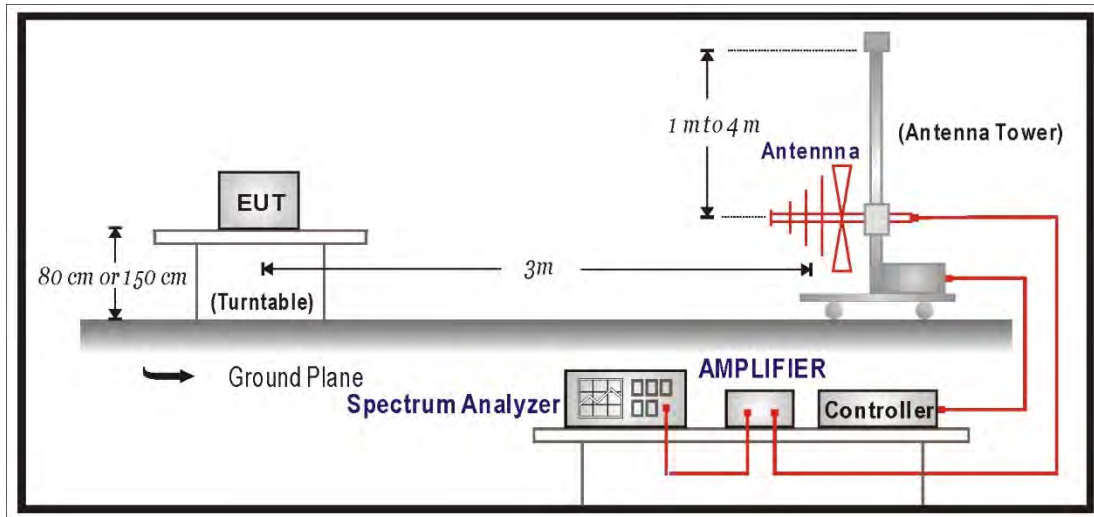 1 m to 4 m
(Antenna Tower)
Antennna
EUT
80 cm or 150 cm
3m
(Turntable)
Ground Plane
AMPLIFIER
Spectrum Analyzer
Controller